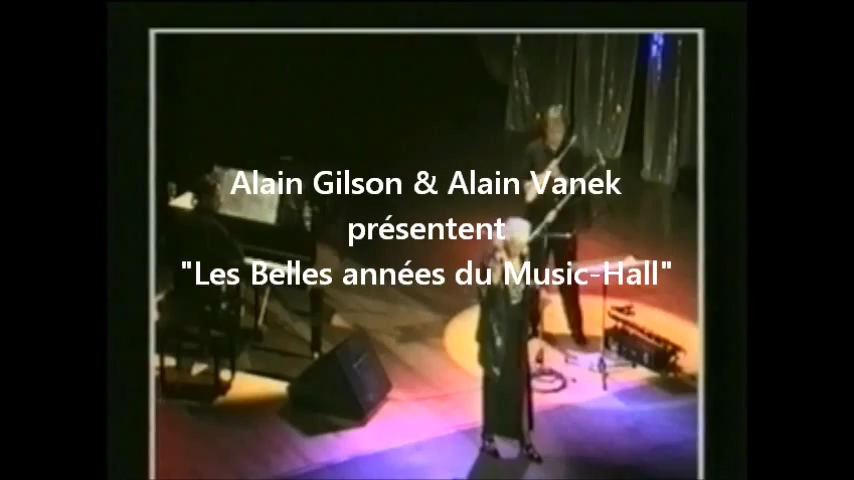 Alain Gilson & Alain Vanek
présentent
"Les Belles années du Music-Hall"